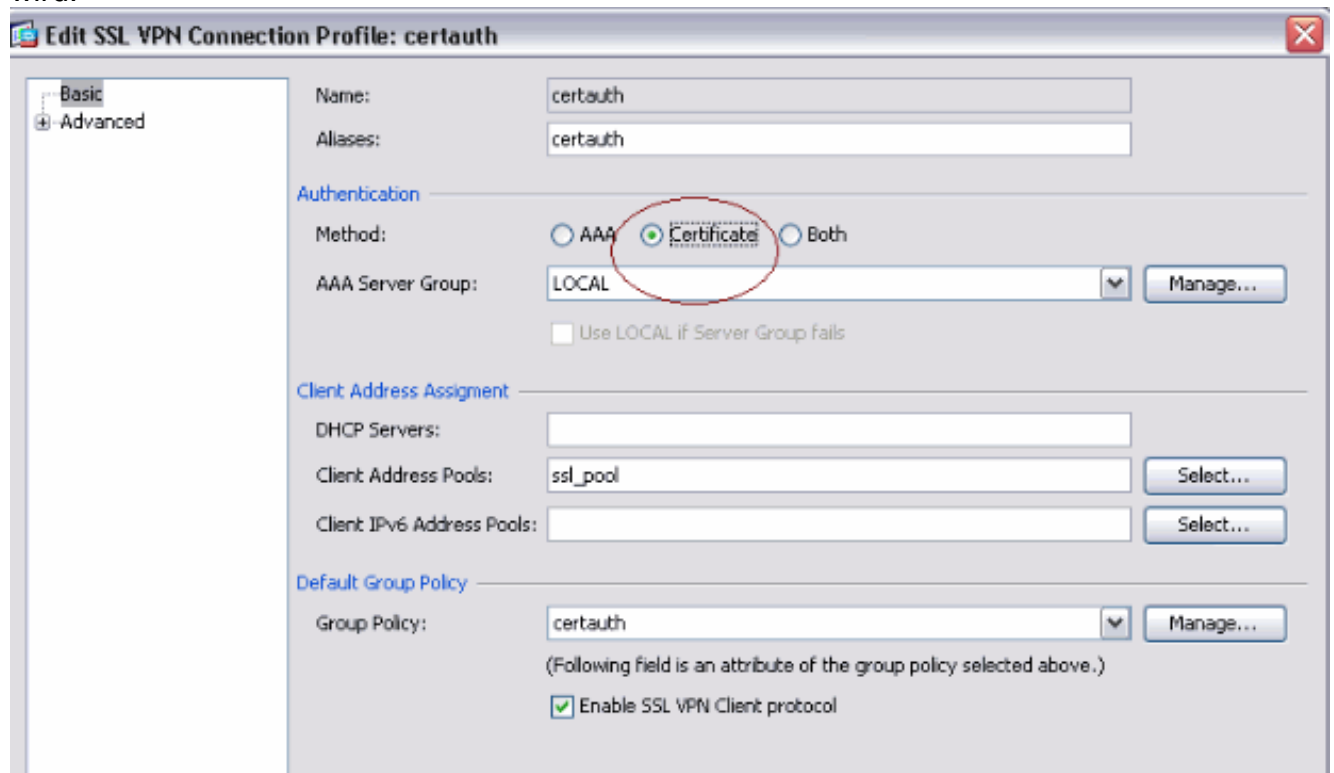 Edit SSL VPN Connection Profile: certauth
Basic
Advanced
Name: certauth
Aliases: certauth
Authentication
Method: AAA Certificate Both
AAA Server Group: LOCAL Manage...
Use LOCAL if Server Group fails
Client Address Assigment
DHCP Servers:
Client Address Pools: ssl_pool Select...
Client IPv6 Address Pools: Select...
Default Group Policy
Group Policy: certauth Manage...
(Following field is an attribute of the group policy selected above.)
Enable SSL VPN Client protocol